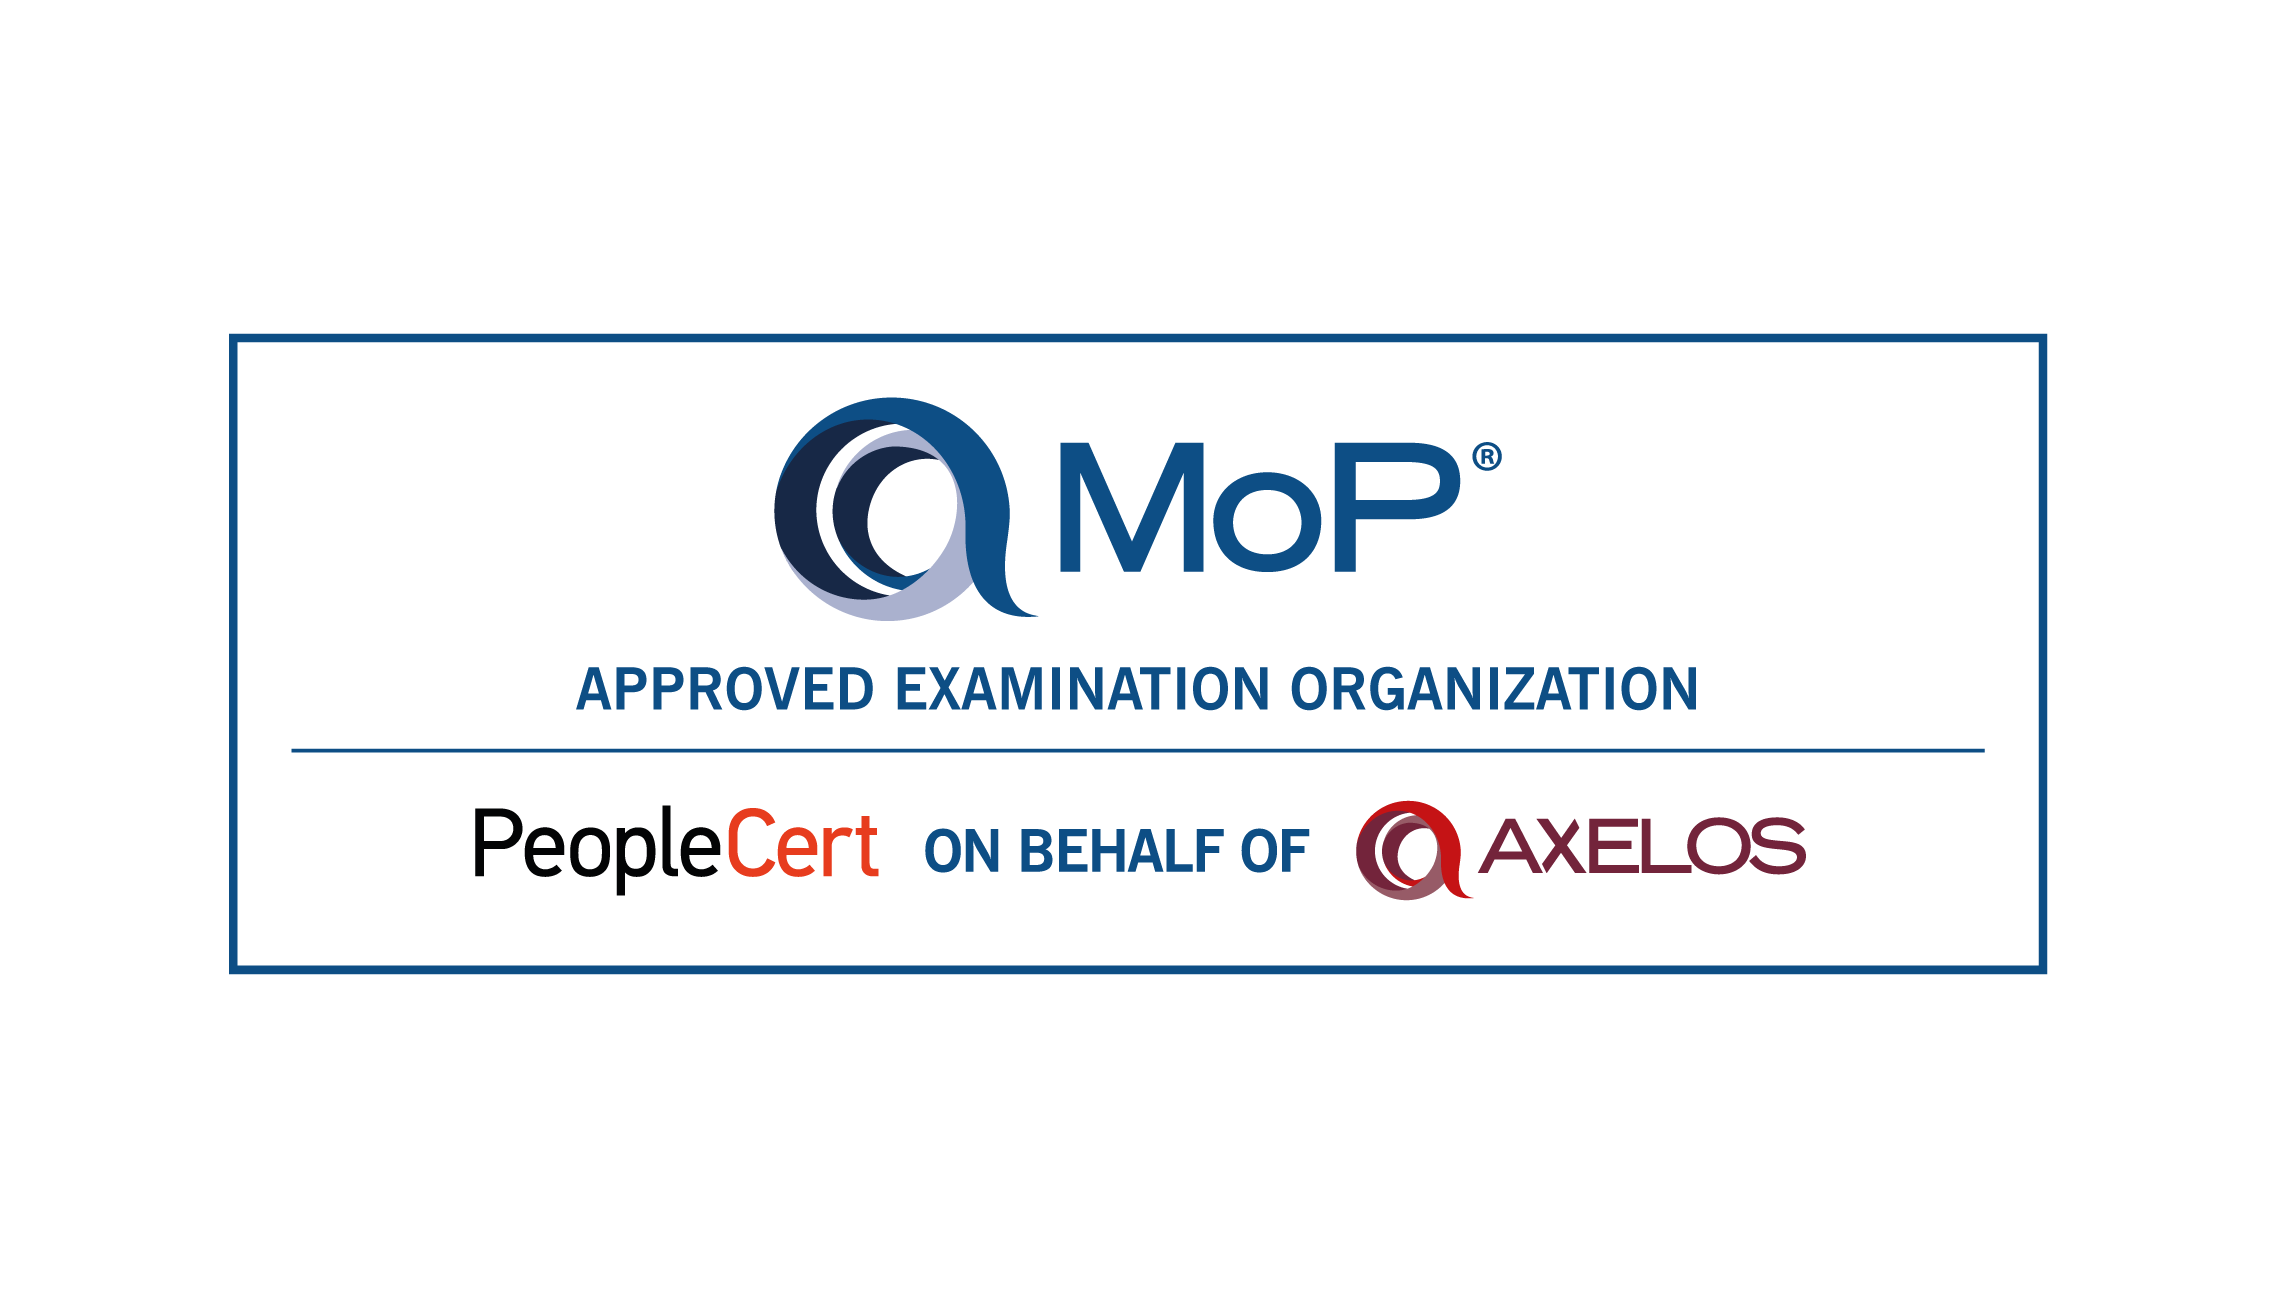 MoP®
APPROVED EXAMINATION ORGANIZATION
PeopleCert ON BEHALF OF AXELOS